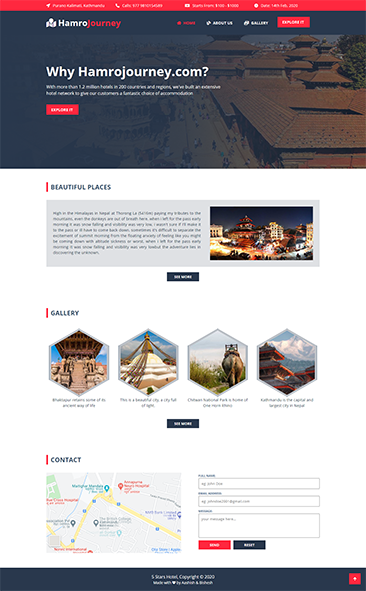 Purano Kalimati, Kathmandu
Call: 977 9810154589
Starts From: $100 - $1000
Date: 14th Feb, 2020
HamroJourney
HOME
ABOUT US
GALLERY
EXPLORE IT
Why Hamrojourney.com?
With more than 1.2 million hotels in 200 countries and regions, we've built an extensive
hotel network to give our customers a fantastic choice of accommodation
EXPLORE IT
BEAUTIFUL PLACES
High in the Himalayas in Nepal at Thorong La (5416m) paying my tributes to the
mountains, even the donkeys are out of breath here, when I left for the pass early
morning it was snow falling and visibility was very low, I wasn't sure if I'll make it
to the pass or I'll have to come back down, sometimes it's difficult to separate the
excitement of summit morning from the floating anxiety of feeling like you might
be coming down with altitude sickness or worst, when I left for the pass early
morning it was snow falling and visibility was very low but the adventure lies in
discovering the unknown.
SEE MORE
GALLERY
Bhaktapur retains some of its
ancient way of life
This is a beautiful city, a city full
of light.
Chitwan National Park is home of
One Horn Rhino
Kathmandu is the capital and
largest city in Nepal
SEE MORE
CONTACT
FULL NAME
eg: John Doe
EMAIL ADDRESS
MESSAGE
your message here...
SEND
RESET
5 Stars Hotel, Copyright © 2020
Made with ❤ by Aashish & Bishesh